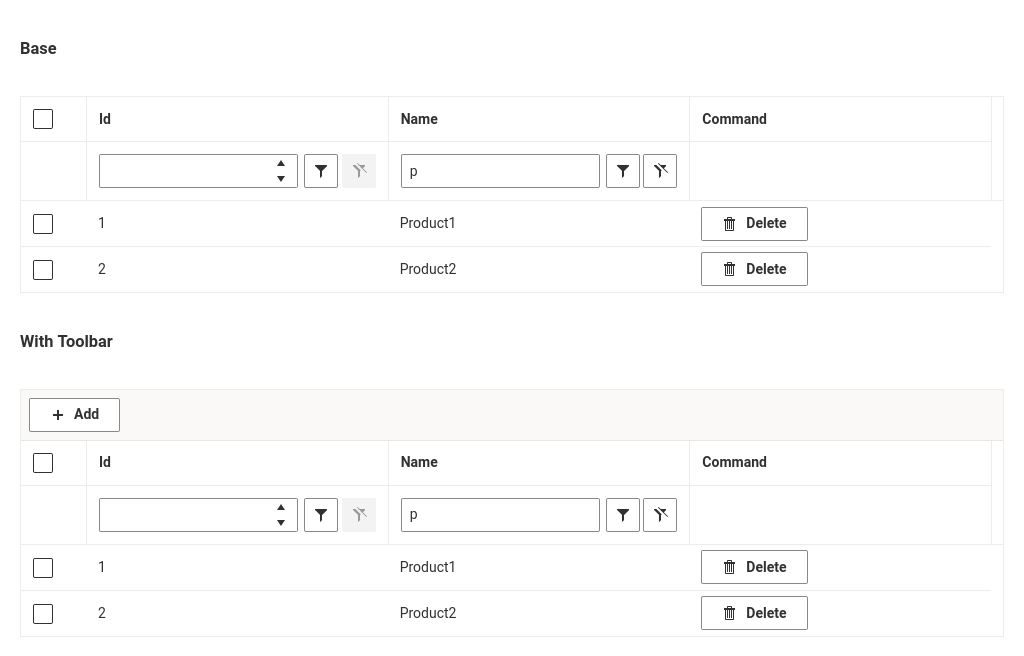 Base
Id Name Command
p
1 Product1 Delete
2 Product2 Delete
With Toolbar
Add
Id Name Command
p
1 Product1 Delete
2 Product2 Delete